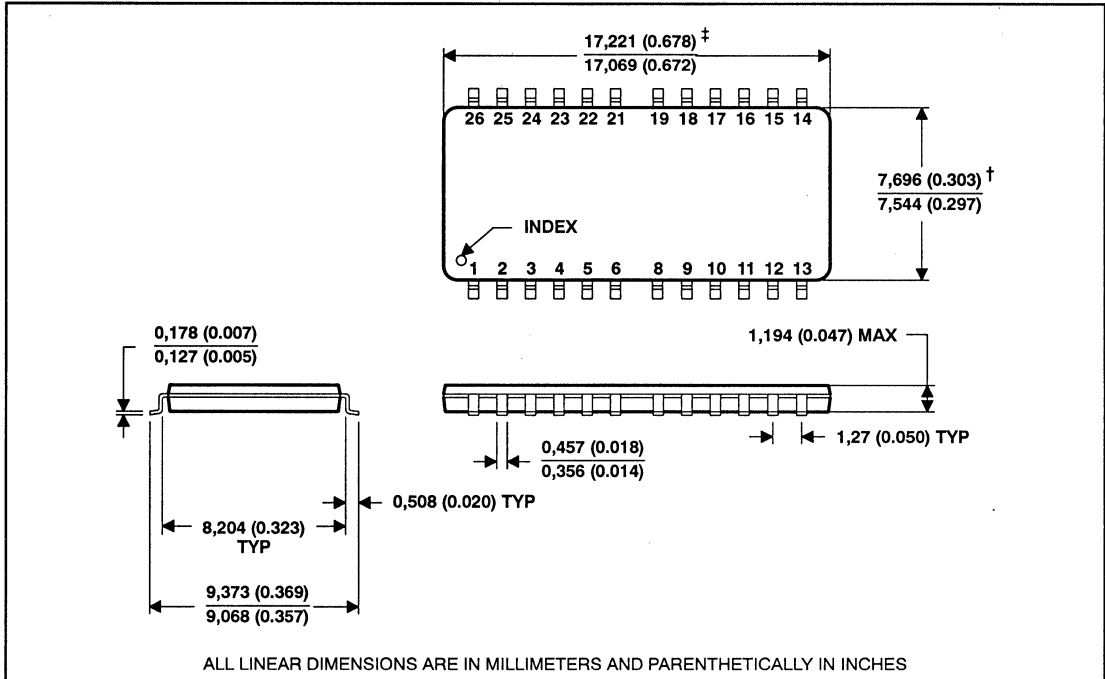 17,221 (0.678) ‡
17,069 (0.672)
26 25 24 23 22 21 19 18 17 16 15 14
7,696 (0.303) †
7,544 (0.297)
INDEX
1 2 3 4 5 6 8 9 10 11 12 13
0,178 (0.007)
0,127 (0.005)
1,194 (0.047) MAX
1,27 (0.050) TYP
0,457 (0.018)
0,356 (0.014)
0,508 (0.020) TYP
8,204 (0.323)
TYP
9,373 (0.369)
9,068 (0.357)
ALL LINEAR DIMENSIONS ARE IN MILLIMETERS AND PARENTHETICALLY IN INCHES